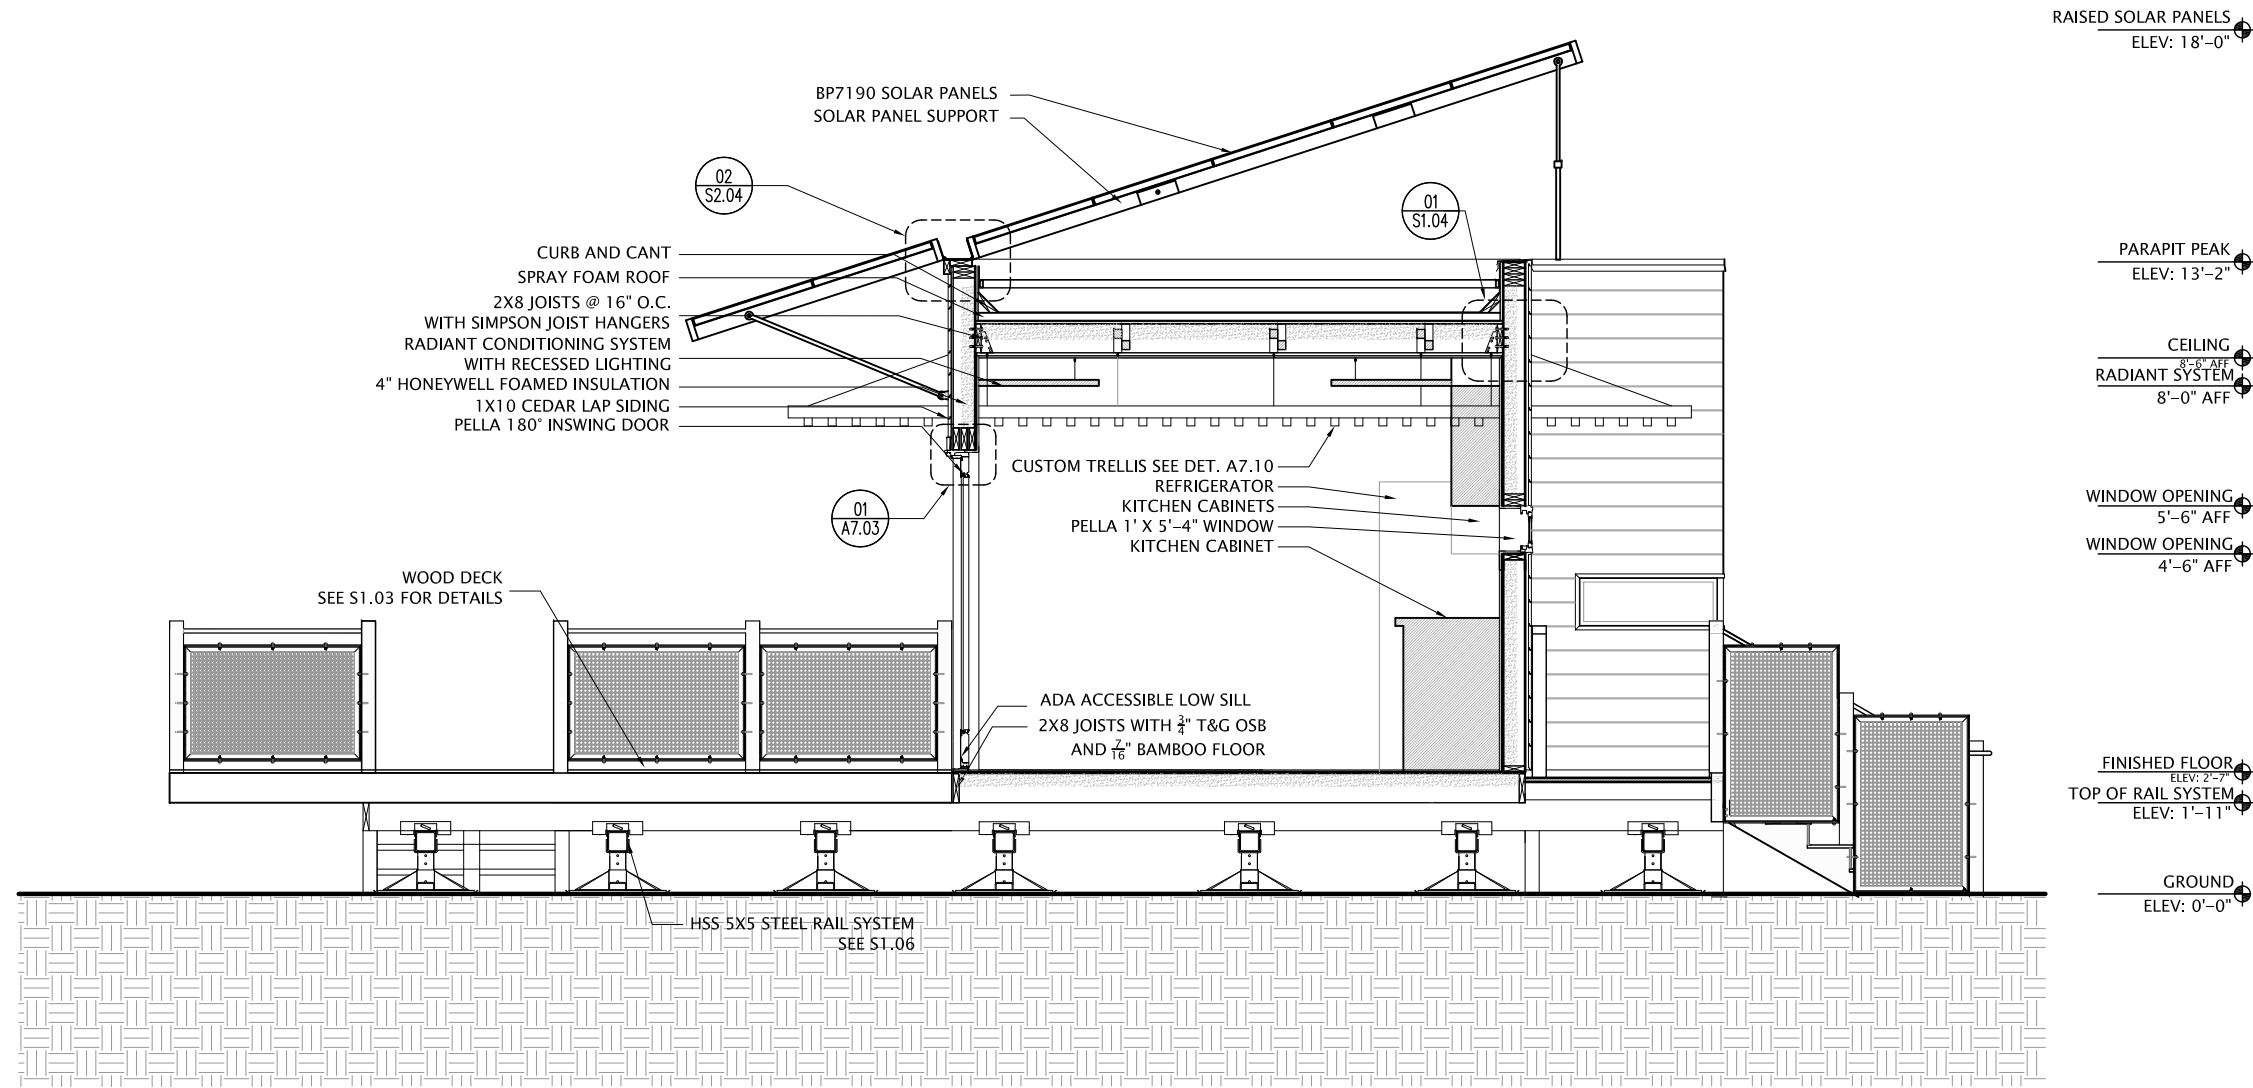 RAISED SOLAR PANELS
ELEV: 18'-0"
BP7190 SOLAR PANELS
SOLAR PANEL SUPPORT
02
S2.04
01
S1.04
CURB AND CANT
SPRAY FOAM ROOF
2X8 JOISTS @ 16" O.C.
WITH SIMPSON JOIST HANGERS
RADIANT CONDITIONING SYSTEM
WITH RECESSED LIGHTING
4" HONEYWELL FOAMED INSULATION
1X10 CEDAR LAP SIDING
PELLA 180° INSWING DOOR
PARAPIT PEAK
ELEV: 13'-2"
CEILING
8'-6" AFF
RADIANT SYSTEM
8'-0" AFF
CUSTOM TRELLIS SEE DET. A7.10
REFRIGERATOR
KITCHEN CABINETS
PELLA 1' X 5'-4" WINDOW
KITCHEN CABINET
01
A7.03
WINDOW OPENING
5'-6" AFF
WINDOW OPENING
4'-6" AFF
WOOD DECK
SEE S1.03 FOR DETAILS
ADA ACCESSIBLE LOW SILL
2X8 JOISTS WITH 3/4" T&G OSB
AND 7/16" BAMBOO FLOOR
FINISHED FLOOR
ELEV: 2'-7"
TOP OF RAIL SYSTEM
ELEV: 1'-11"
GROUND
ELEV: 0'-0"
HSS 5X5 STEEL RAIL SYSTEM
SEE S1.06